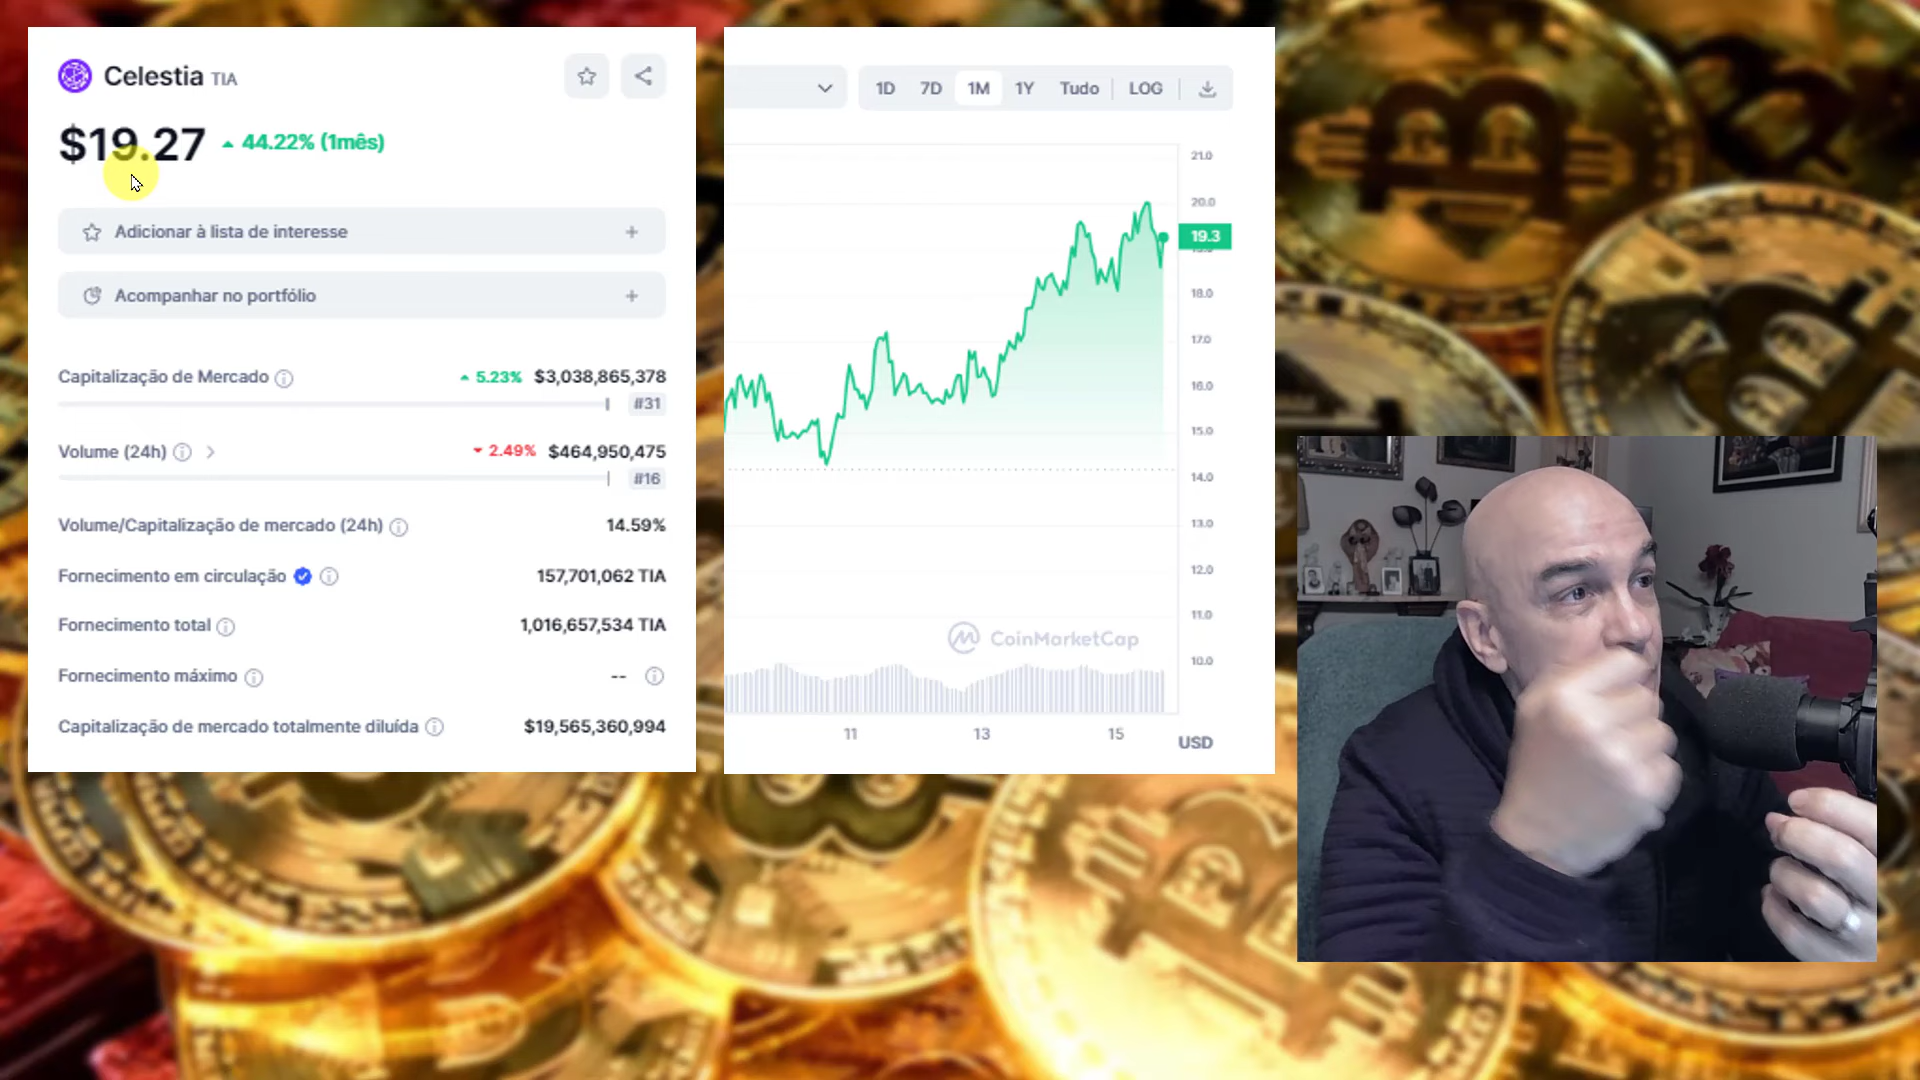 Celestia TIA
$19.27 44.22% (1mês)
Adicionar à lista de interesse +
Acompanhar no portfólio +
Capitalização de Mercado 5.23% $3,038,865,378
#31
Volume (24h) 2.49% $464,950,475
#16
Volume/Capitalização de mercado (24h) 14.59%
Fornecimento em circulação 157,701,062 TIA
Fornecimento total 1,016,657,534 TIA
Fornecimento máximo --
Capitalização de mercado totalmente diluída $19,565,360,994
1D 7D 1M 1Y Tudo LOG
21.0
20.0
19.3
18.0
17.0
16.0
15.0
14.0
13.0
12.0
11.0
10.0
CoinMarketCap
11 13 15
USD